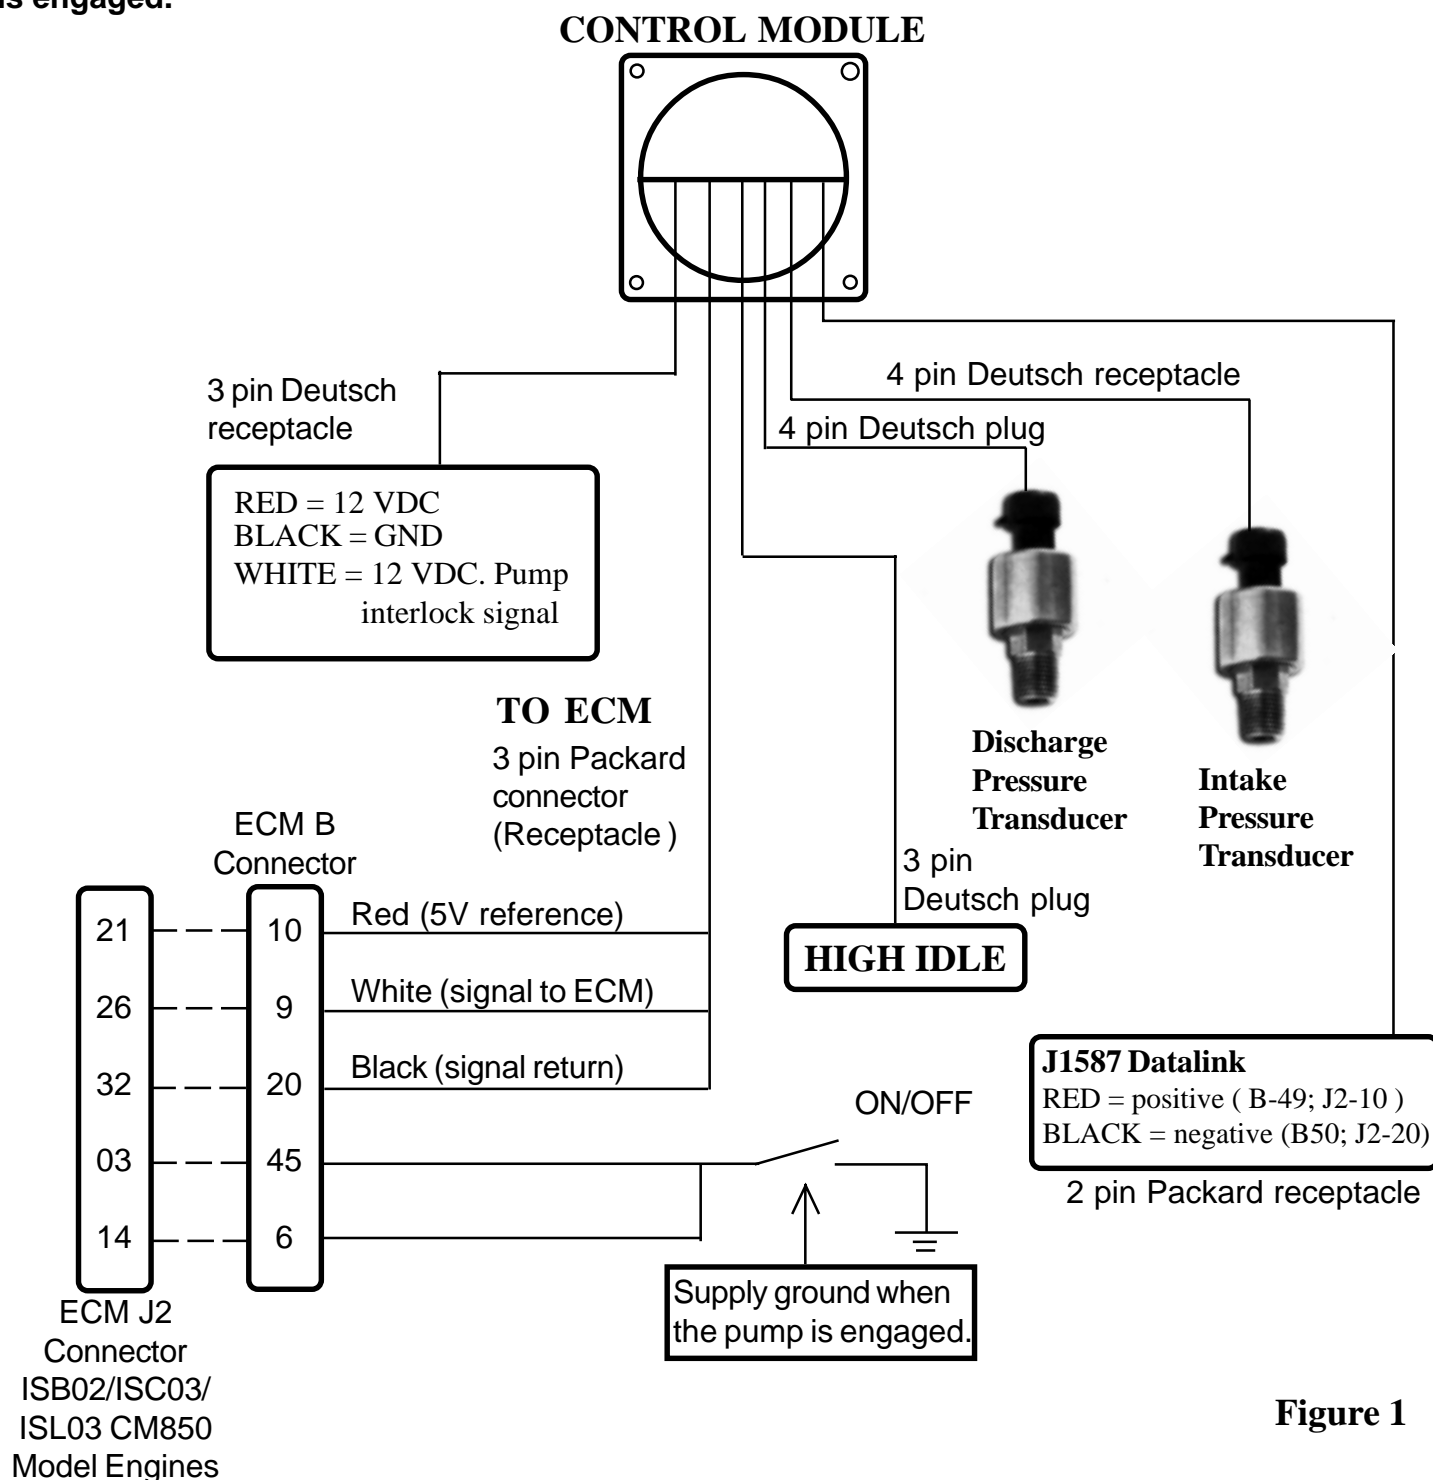 is engaged.
CONTROL MODULE
3 pin Deutsch
receptacle
4 pin Deutsch receptacle
4 pin Deutsch plug
RED = 12 VDC
BLACK = GND
WHITE = 12 VDC. Pump
interlock signal
TO ECM
3 pin Packard
connector
(Receptacle )
Discharge
Pressure
Transducer
Intake
Pressure
Transducer
ECM B
Connector
3 pin
Deutsch plug
HIGH IDLE
21
10
Red (5V reference)
26
9
White (signal to ECM)
32
20
Black (signal return)
03
45
14
6
ON/OFF
J1587 Datalink
RED = positive ( B-49; J2-10 )
BLACK = negative (B50; J2-20)
2 pin Packard receptacle
Supply ground when
the pump is engaged.
ECM J2
Connector
ISB02/ISC03/
ISL03 CM850
Model Engines
Figure 1